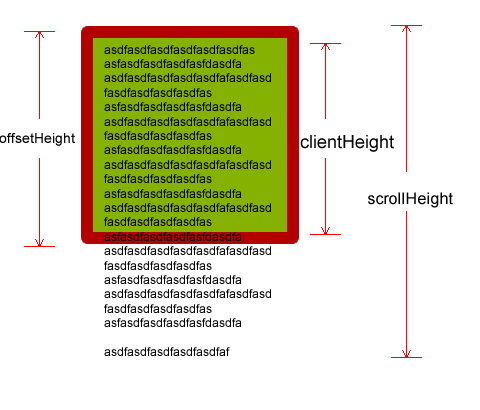 asdfasdfasdfasdfasdfasdfas
asfasdfasdfasdfasfdasdfa
asdfasdfasdfasdfasdfafasdfasd
fasdfasdfasdfasdfas
asfasdfasdfasdfasfdasdfa
asdfasdfasdfasdfasdfafasdfasd
fasdfasdfasdfasdfas
asfasdfasdfasdfasfdasdfa
asdfasdfasdfasdfasdfafasdfasd
fasdfasdfasdfasdfas
asfasdfasdfasdfasfdasdfa
asdfasdfasdfasdfasdfafasdfasd
fasdfasdfasdfasdfas
asfasdfasdfasdfasfdasdfa
asdfasdfasdfasdfasdfafasdfasd
fasdfasdfasdfasdfas
asfasdfasdfasdfasfdasdfa
asdfasdfasdfasdfasdfafasdfasd
fasdfasdfasdfasdfas
asfasdfasdfasdfasfdasdfa
asdfasdfasdfasdfasdfaf
offsetHeight
clientHeight
scrollHeight